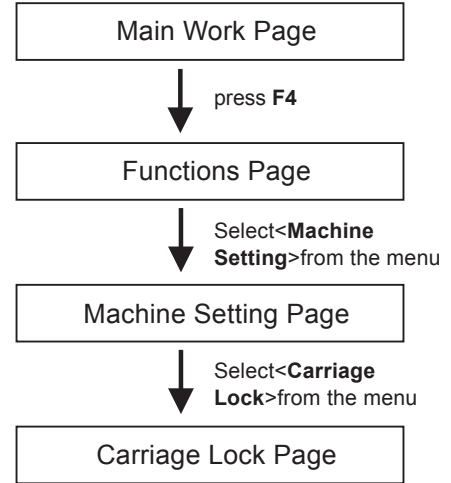 Main Work Page
press F4
Functions Page
Select<Machine
Setting>from the menu
Machine Setting Page
Select<Carriage
Lock>from the menu
Carriage Lock Page